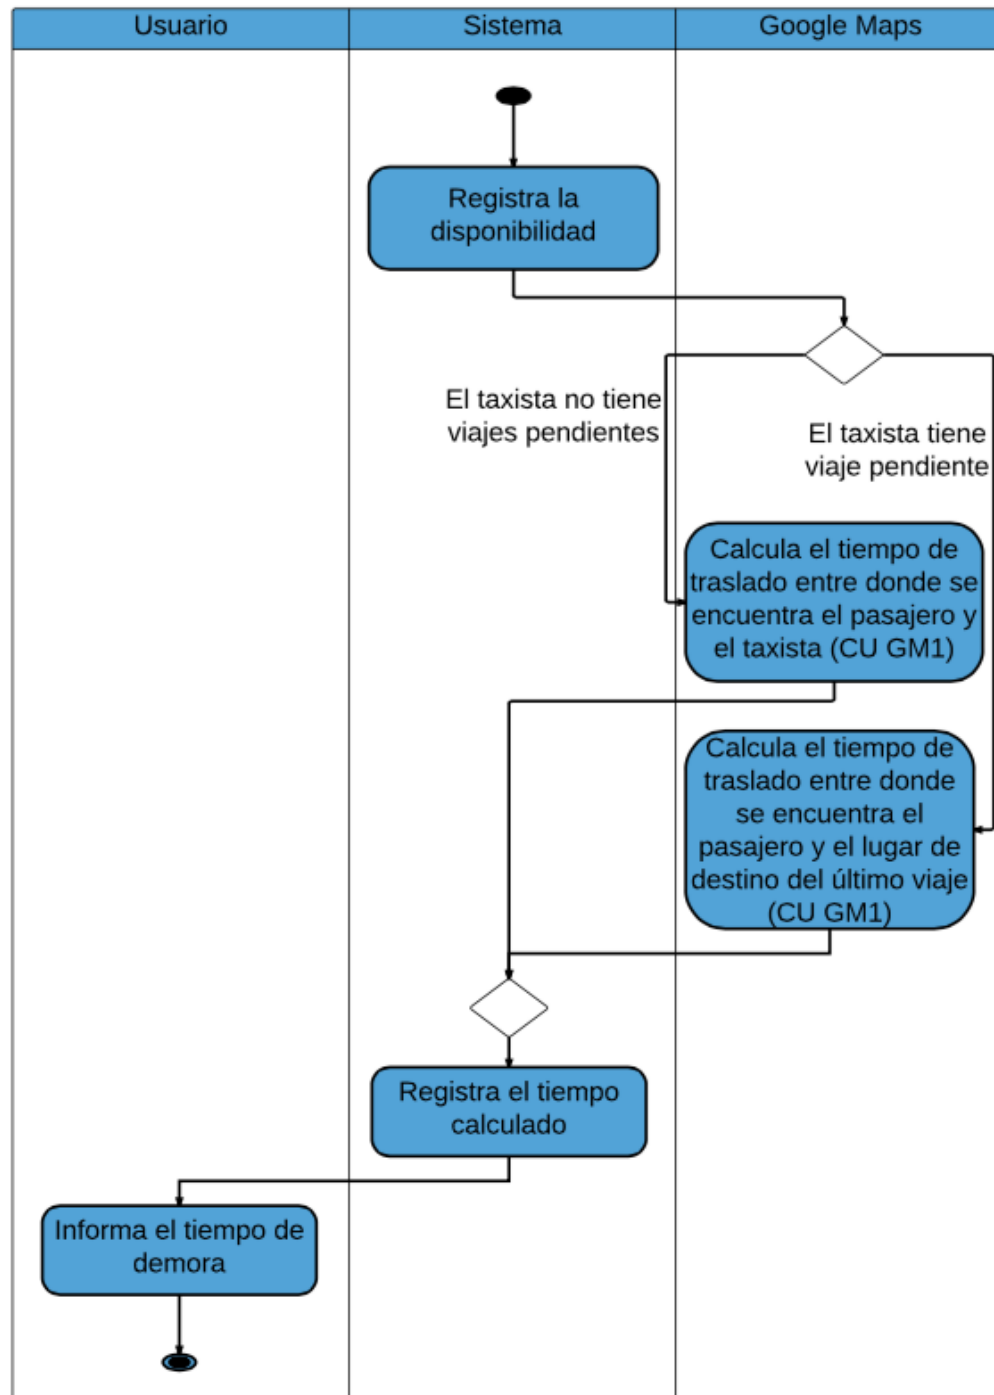 Usuario
Sistema
Google Maps
Registra la
disponibilidad
El taxista no tiene
viajes pendientes
El taxista tiene
viaje pendiente
Calcula el tiempo de
traslado entre donde se
encuentra el pasajero y
el taxista (CU GM1)
Calcula el tiempo de
traslado entre donde
se encuentra el
pasajero y el lugar de
destino del último viaje
(CU GM1)
Registra el tiempo
calculado
Informa el tiempo de
demora